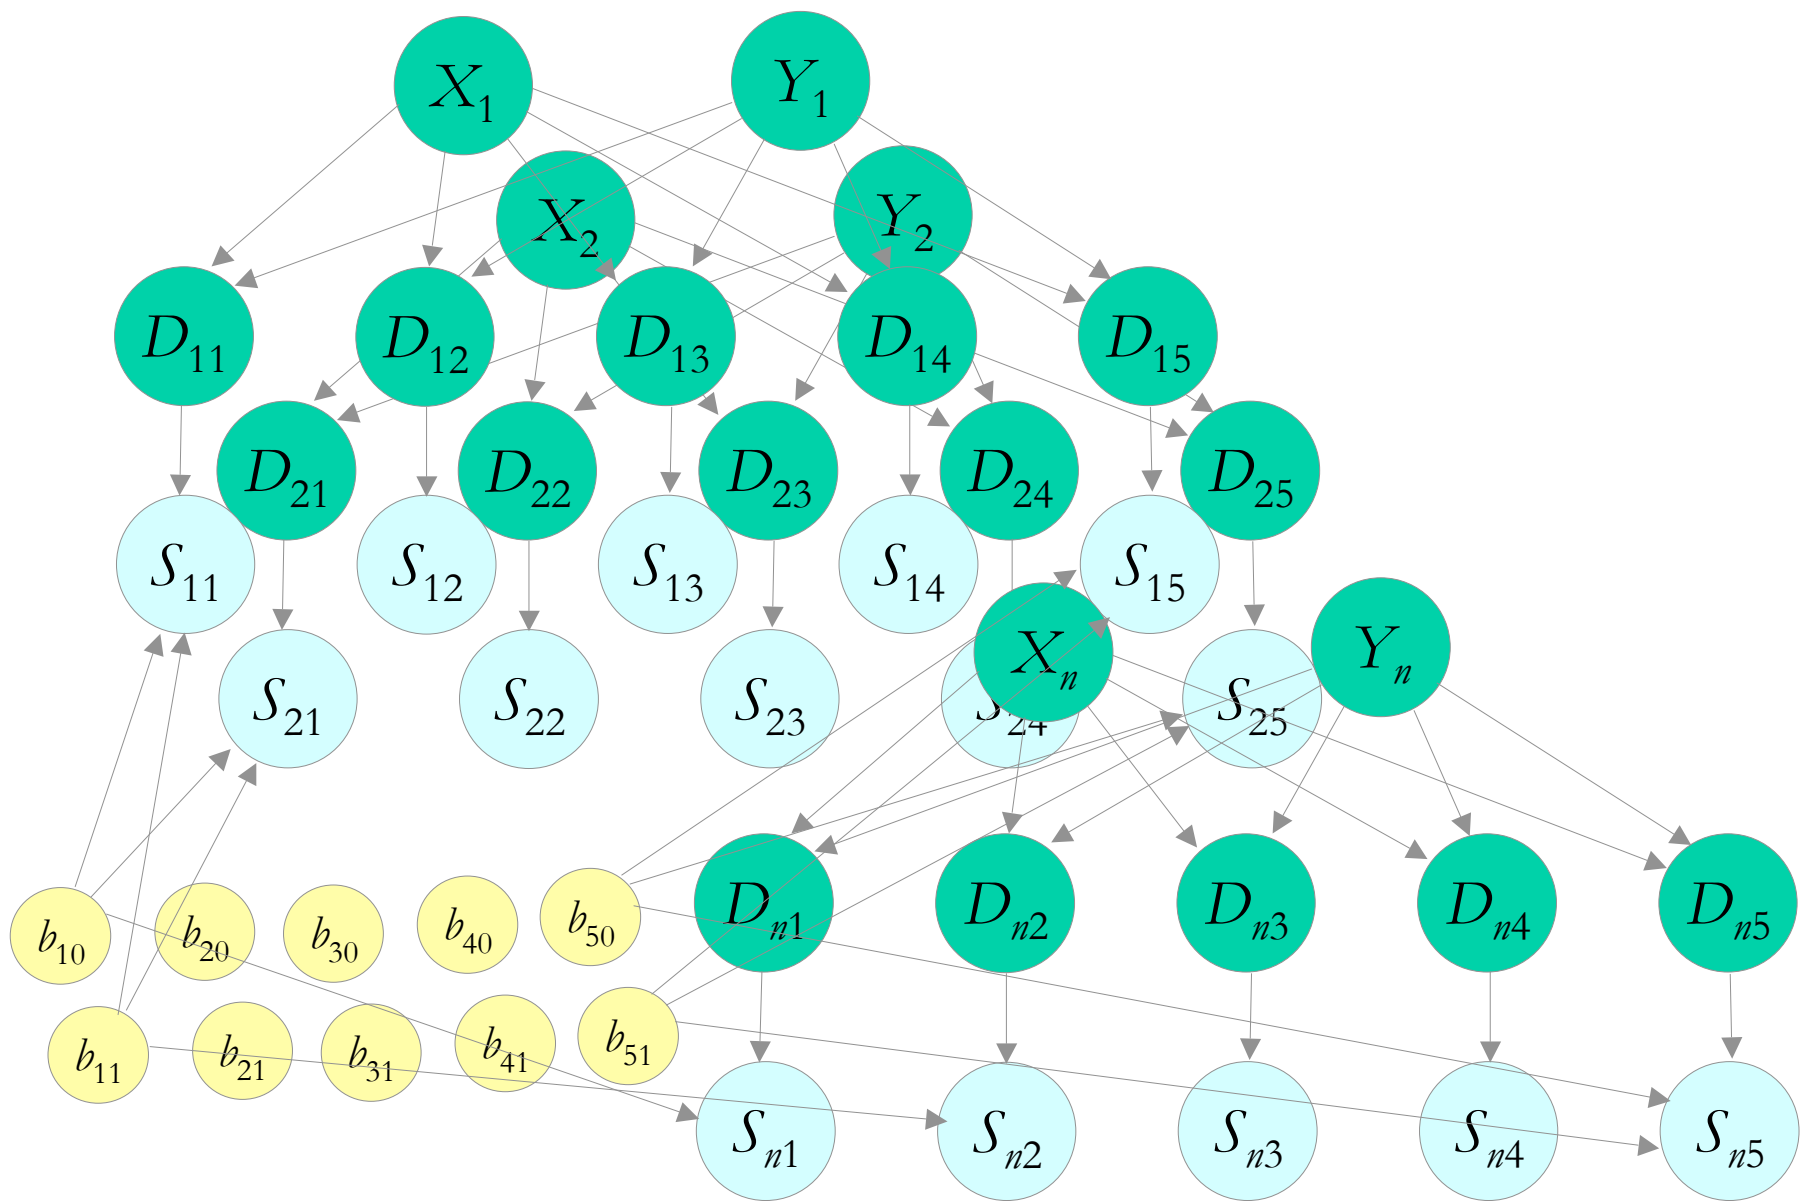 X1 Y1
X2 Y2
D11 D12 D13 D14 D15
D21 D22 D23 D24 D25
S11 S12 S13 S14 S15
Xn Yn
S21 S22 S23 S24 S25
b10 b20 b30 b40 b50
Dn1 Dn2 Dn3 Dn4 Dn5
b11 b21 b31 b41 b51
Sn1 Sn2 Sn3 Sn4 Sn5